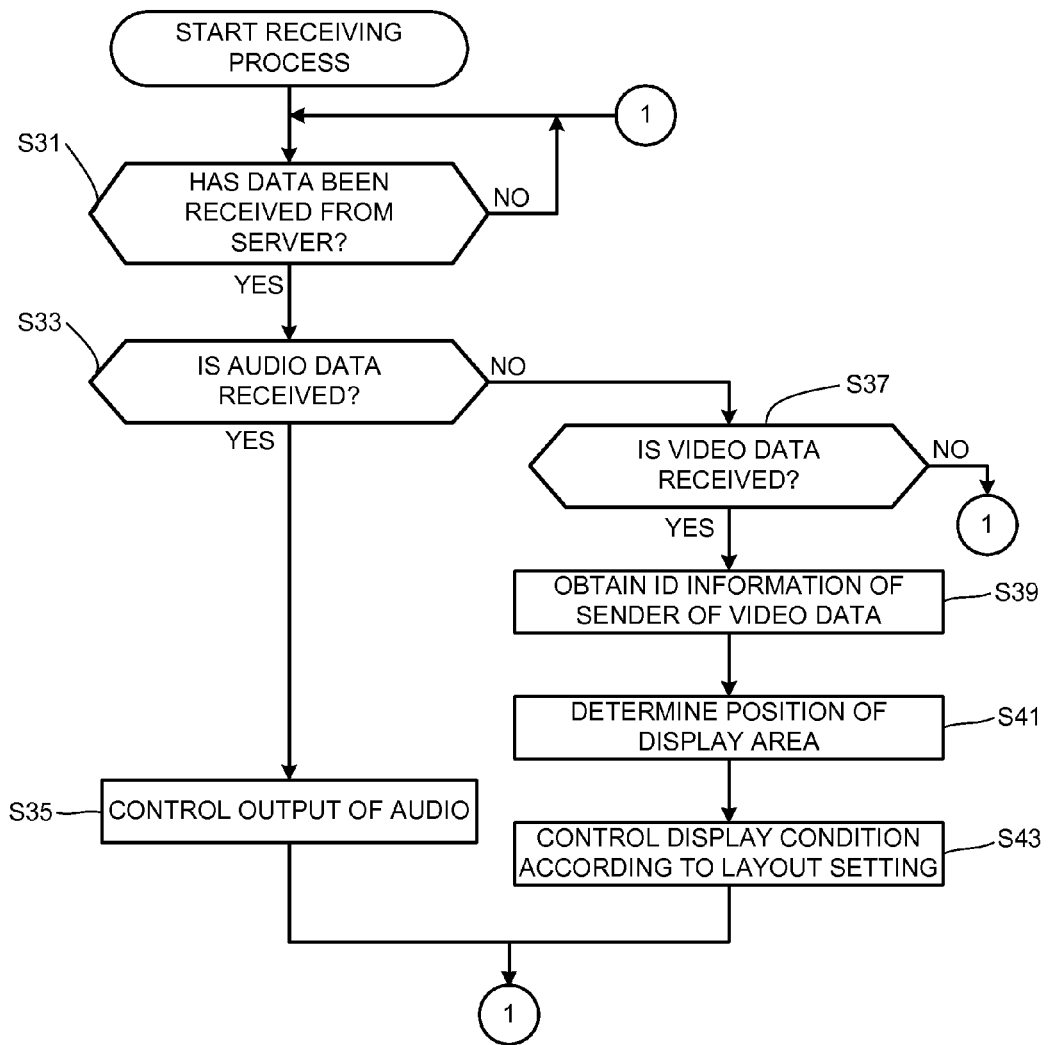 START RECEIVING
PROCESS
1
S31
HAS DATA BEEN
RECEIVED FROM
SERVER?
NO
YES
S33
IS AUDIO DATA
RECEIVED?
NO
YES
S37
IS VIDEO DATA
RECEIVED?
NO
1
YES
OBTAIN ID INFORMATION OF
SENDER OF VIDEO DATA
S39
DETERMINE POSITION OF
DISPLAY AREA
S41
S35
CONTROL OUTPUT OF AUDIO
CONTROL DISPLAY CONDITION
ACCORDING TO LAYOUT SETTING
S43
1